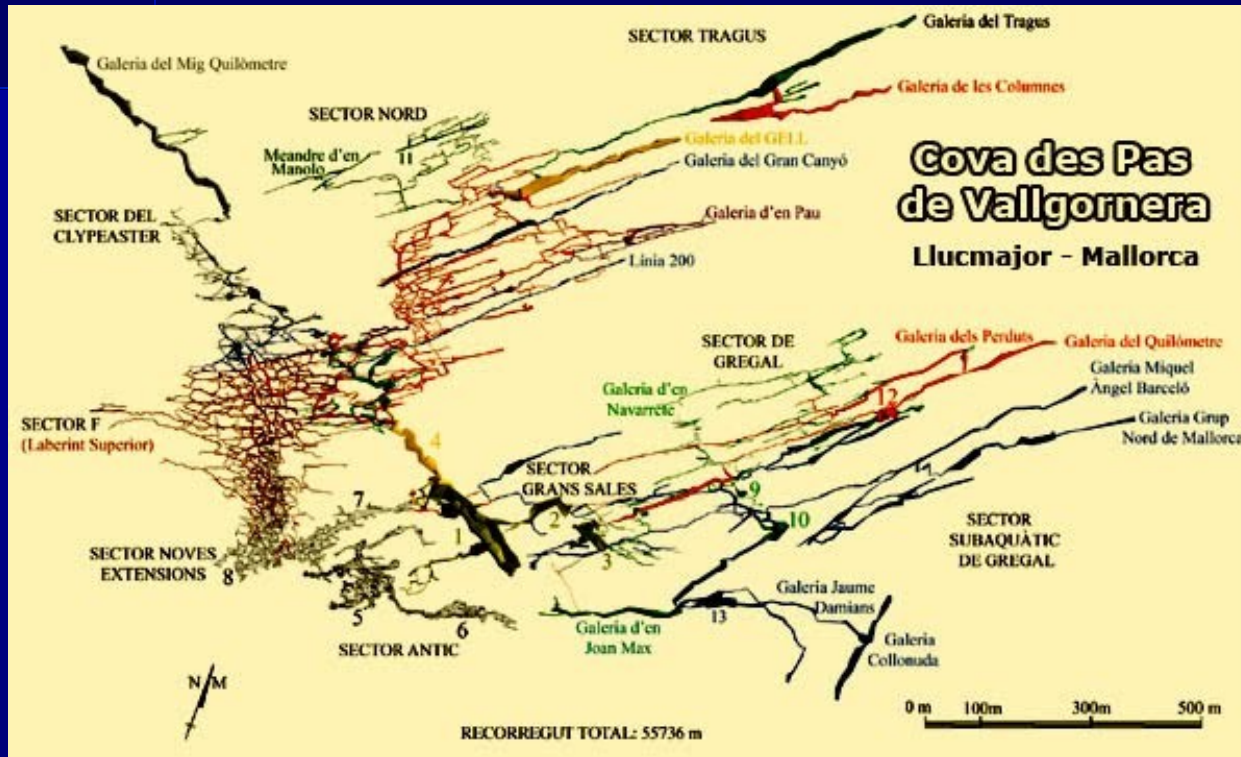 Galeria del Tragus
SECTOR TRAGUS
Galeria del Mig Quilòmetre
Galeria de les Columnes
SECTOR NORD
Meandre d'en
Manolo
11
Galeria del GELL
Galeria del Gran Canyó
Cova des Pas
de Vallgornera
Llucmajor - Mallorca
SECTOR DEL
CLYPEASTER
Galeria d'en Pau
Línia 200
SECTOR DE
GREGAL
Galeria dels Perduts
Galeria del Quilòmetre
Galeria Miquel
Àngel Barceló
Galeria d'en
Navarrete
12
Galeria Grup
Nord de Mallorca
SECTOR F
(Laberint Superior)
4
SECTOR
GRANS SALES
7
9
2
10
1
3
SECTOR
SUBAQUÀTIC
DE GREGAL
SECTOR NOVES
EXTENSIONS
8
5
6
SECTOR ANTIC
Galeria d'en
Joan Max
13
Galeria Jaume
Damians
Galeria
Collonuda
N M
0 m 100m 300m 500 m
RECORREGUT TOTAL: 55736 m